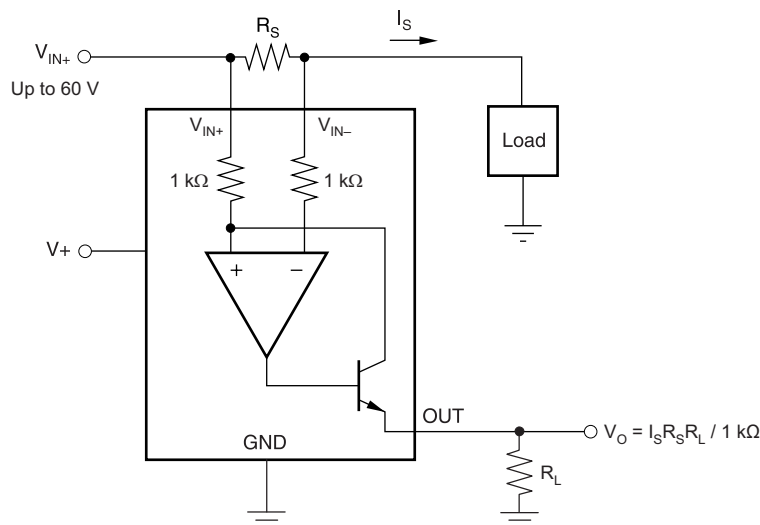 I_S
R_S
V_IN+
Up to 60 V
V_IN+
V_IN–
Load
1 kΩ
1 kΩ
V+
+
–
OUT
V_O = I_SR_SR_L / 1 kΩ
GND
R_L